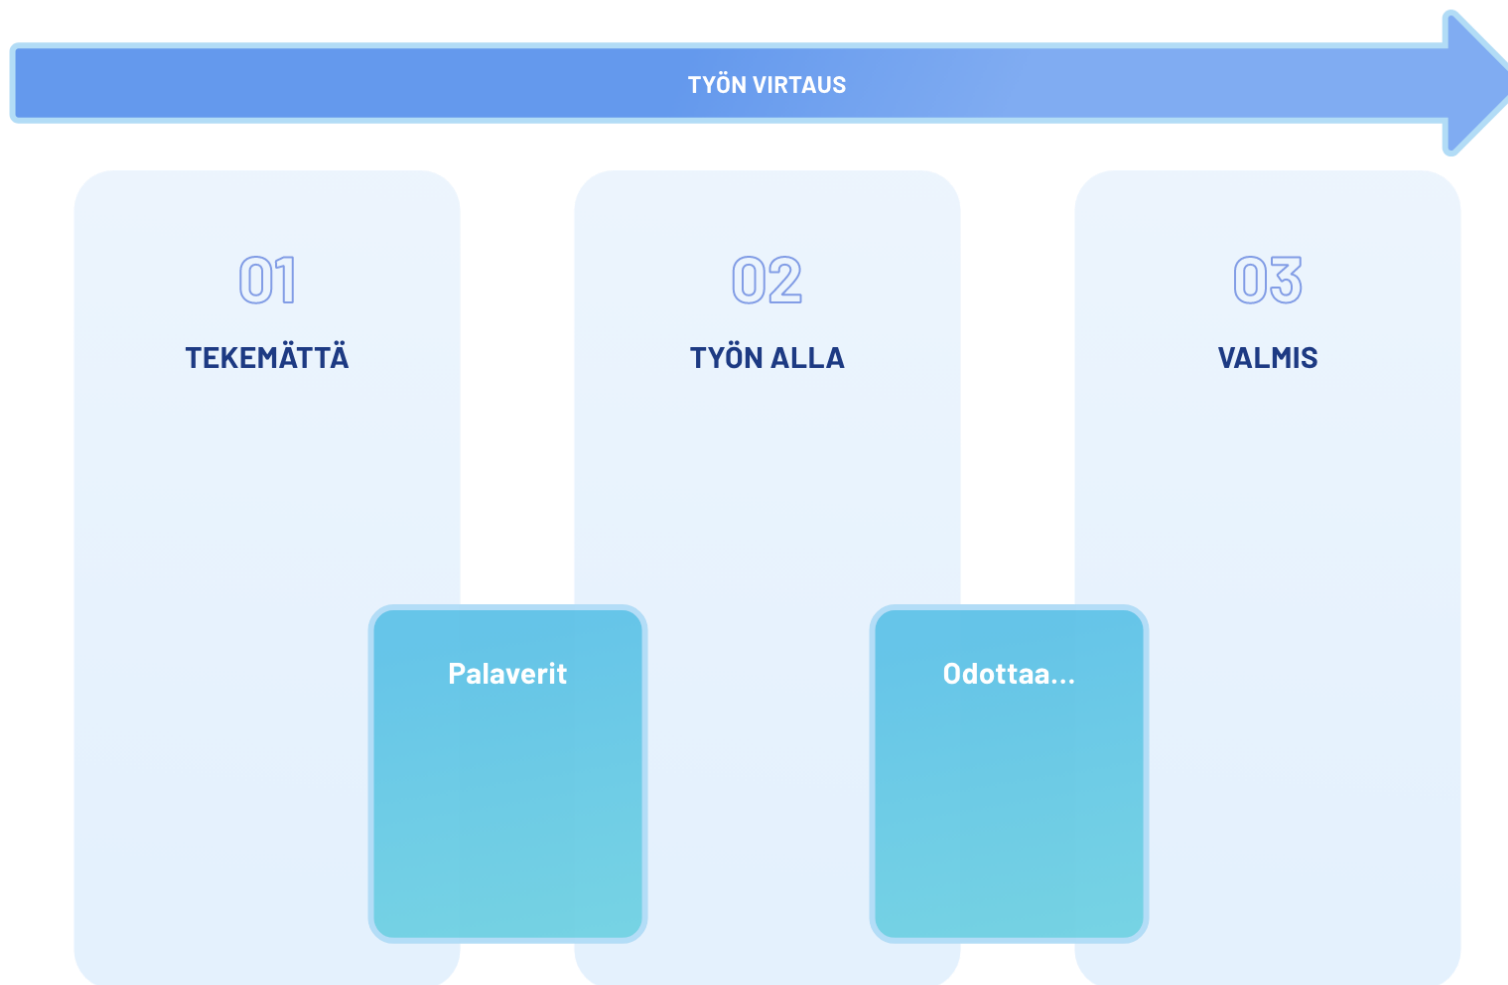 TYÖN VIRTAUS
01
TEKEMÄTTÄ
02
TYÖN ALLA
03
VALMIS
Palaverit
Odottaa...